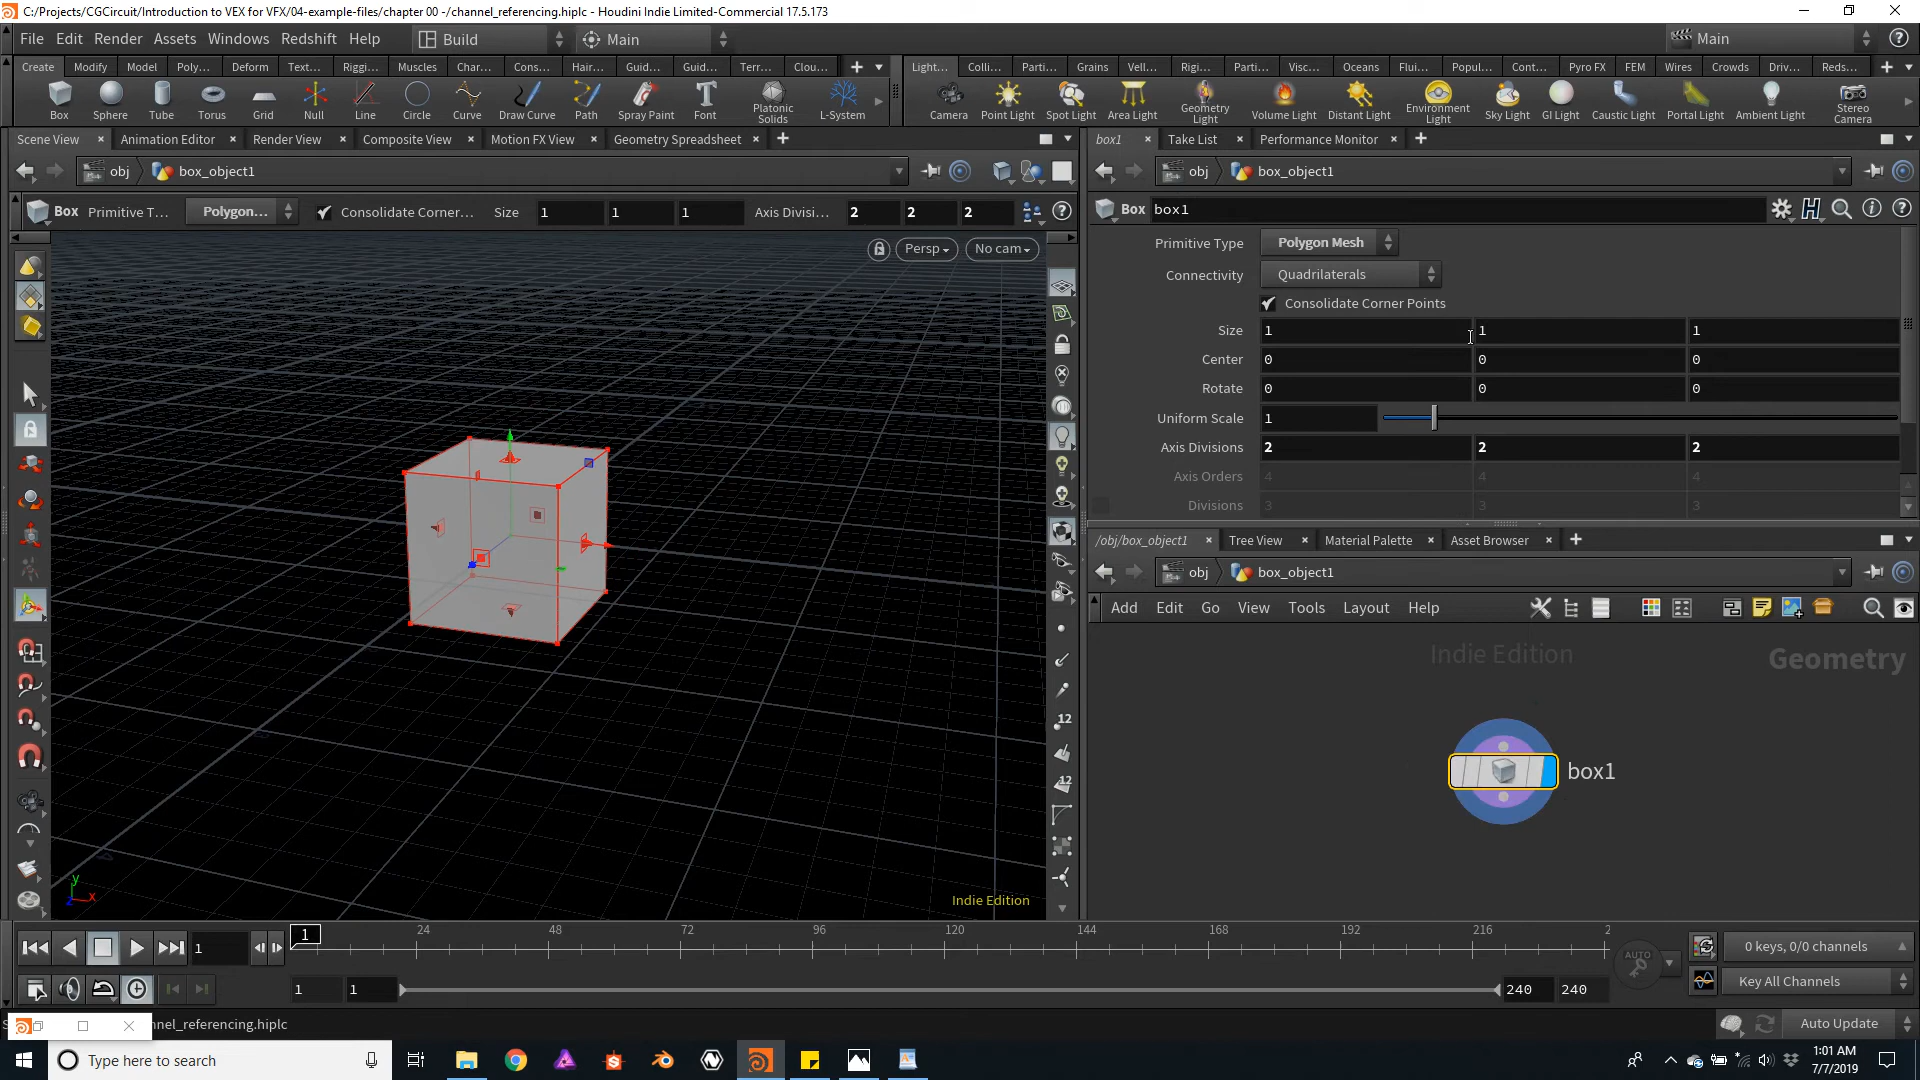 C:/Projects/CGCircuit/Introduction to VEX for VFX/04-example-files/chapter 00 -/channel_referencing.hiplc - Houdini Indie Limited-Commercial 17.5.173
File Edit Render Assets Windows Redshift Help Build Main Main
Create Modify Model Poly... Deform Text... Riggi... Muscles Char... Cons... Hair... Guid... Guid... Terr... Clou... Light... Colli... Parti... Grains Vell... Rigi... Parti... Visc... Oceans Flui... Popul... Cont... Pyro FX FEM Wires Crowds Driv... Reds...
Box Sphere Tube Torus Grid Null Line Circle Curve Draw Curve Path Spray Paint Font Platonic Solids L-System Camera Point Light Spot Light Area Light Geometry Light Volume Light Distant Light Environment Light Sky Light GI Light Caustic Light Portal Light Ambient Light Stereo Camera
Scene View Animation Editor Render View Composite View Motion FX View Geometry Spreadsheet
box1 Take List Performance Monitor
obj box_object1
obj box_object1
Box Primitive T... Polygon... Consolidate Corner... Size 1 1 1 Axis Divisi... 2 2 2
Box box1
Persp No cam
Primitive Type Polygon Mesh
Connectivity Quadrilaterals
Consolidate Corner Points
Size 1 1 1
Center 0 0 0
Rotate 0 0 0
Uniform Scale 1
Axis Divisions 2 2 2
Axis Orders 4 4 4
Divisions 3 3 3
/obj/box_object1 Tree View Material Palette Asset Browser
obj box_object1
Add Edit Go View Tools Layout Help
Indie Edition
Geometry
box1
12
12
y
x
z
Indie Edition
1 1 24 48 72 96 120 144 168 192 216 2
AUTO
0 keys, 0/0 channels
1 1 240 240
Key All Channels
nnel_referencing.hiplc
Auto Update
Type here to search
1:01 AM
7/7/2019